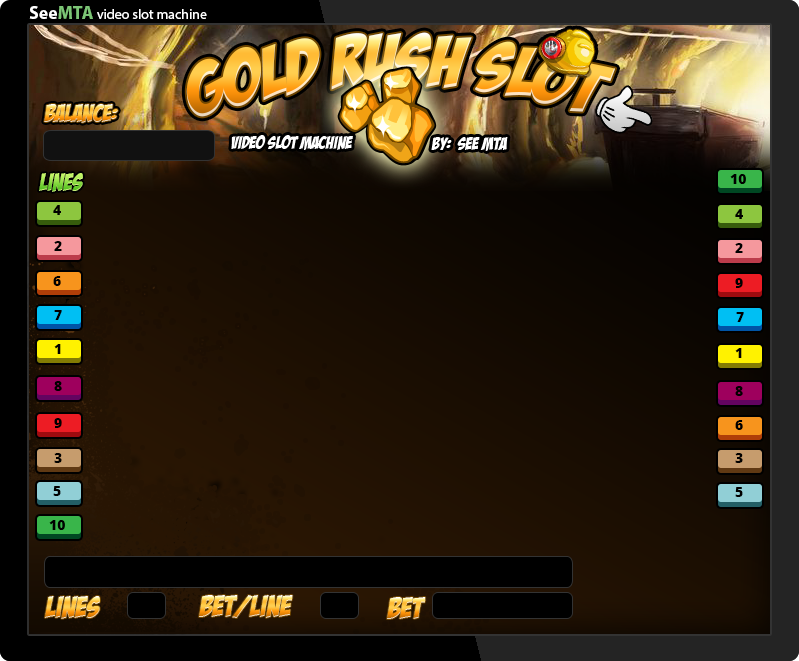 SeeMTA video slot machine
GOLD RUSH SLOT
BALANCE:
VIDEO SLOT MACHINE BY: SEE MTA
LINES
10
4 4
2 2
6 9
7 7
1 1
8 8
9 6
3 3
5 5
10
LINES BET/LINE BET